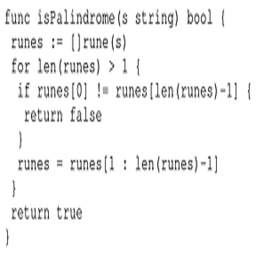 func isPalindrome(s string) bool {
runes := []rune(s)
for len(runes) > 1 {
if runes[0] != runes[len(runes)-1] {
return false
}
runes = runes[1 : len(runes)-1]
}
return true
}